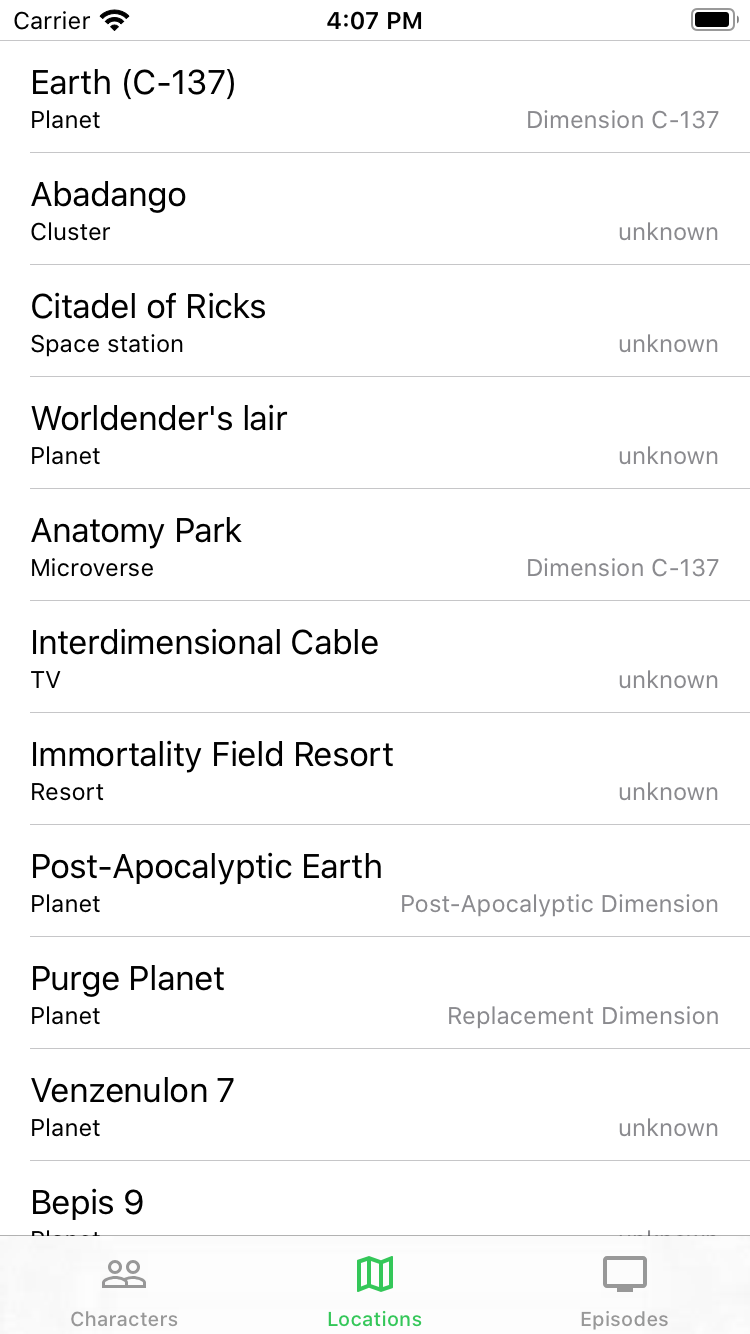 Carrier 4:07 PM
Earth (C-137)
Planet Dimension C-137
Abadango
Cluster unknown
Citadel of Ricks
Space station unknown
Worldender's lair
Planet unknown
Anatomy Park
Microverse Dimension C-137
Interdimensional Cable
TV unknown
Immortality Field Resort
Resort unknown
Post-Apocalyptic Earth
Planet Post-Apocalyptic Dimension
Purge Planet
Planet Replacement Dimension
Venzenulon 7
Planet unknown
Bepis 9
Planet unknown
Characters Locations Episodes